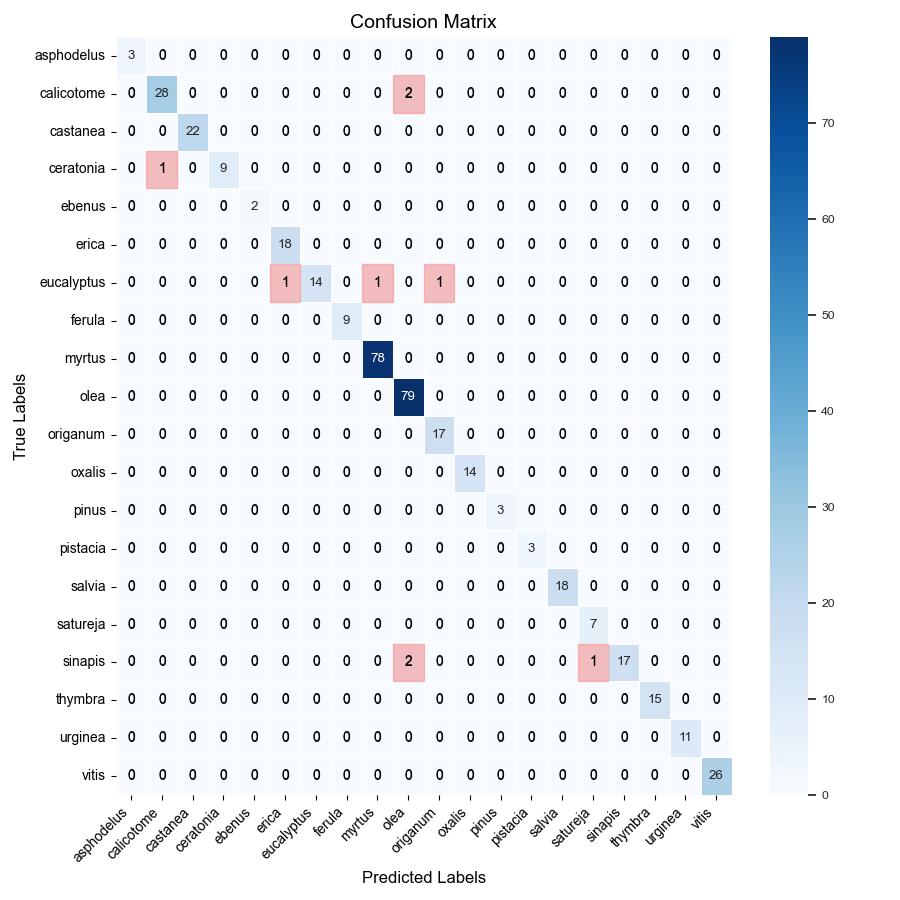 Confusion Matrix
asphodelus 3 0 0 0 0 0 0 0 0 0 0 0 0 0 0 0 0 0 0 0
calicotome 0 28 0 0 0 0 0 0 0 2 0 0 0 0 0 0 0 0 0 0
castanea 0 0 22 0 0 0 0 0 0 0 0 0 0 0 0 0 0 0 0 0
ceratonia 0 1 0 9 0 0 0 0 0 0 0 0 0 0 0 0 0 0 0 0
ebenus 0 0 0 0 2 0 0 0 0 0 0 0 0 0 0 0 0 0 0 0
erica 0 0 0 0 0 18 0 0 0 0 0 0 0 0 0 0 0 0 0 0
eucalyptus 0 0 0 0 0 1 14 0 1 0 1 0 0 0 0 0 0 0 0 0
ferula 0 0 0 0 0 0 0 9 0 0 0 0 0 0 0 0 0 0 0 0
myrtus 0 0 0 0 0 0 0 0 78 0 0 0 0 0 0 0 0 0 0 0
olea 0 0 0 0 0 0 0 0 0 79 0 0 0 0 0 0 0 0 0 0
origanum 0 0 0 0 0 0 0 0 0 0 17 0 0 0 0 0 0 0 0 0
oxalis 0 0 0 0 0 0 0 0 0 0 0 14 0 0 0 0 0 0 0 0
pinus 0 0 0 0 0 0 0 0 0 0 0 0 3 0 0 0 0 0 0 0
pistacia 0 0 0 0 0 0 0 0 0 0 0 0 0 3 0 0 0 0 0 0
salvia 0 0 0 0 0 0 0 0 0 0 0 0 0 0 18 0 0 0 0 0
satureja 0 0 0 0 0 0 0 0 0 0 0 0 0 0 0 7 0 0 0 0
sinapis 0 0 0 0 0 0 0 0 0 2 0 0 0 0 0 1 17 0 0 0
thymbra 0 0 0 0 0 0 0 0 0 0 0 0 0 0 0 0 0 15 0 0
urginea 0 0 0 0 0 0 0 0 0 0 0 0 0 0 0 0 0 0 11 0
vitis 0 0 0 0 0 0 0 0 0 0 0 0 0 0 0 0 0 0 0 26
asphodelus calicotome castanea ceratonia ebenus erica eucalyptus ferula myrtus olea origanum oxalis pinus pistacia salvia satureja sinapis thymbra urginea vitis
Predicted Labels
True Labels
70
60
50
40
30
20
10
0